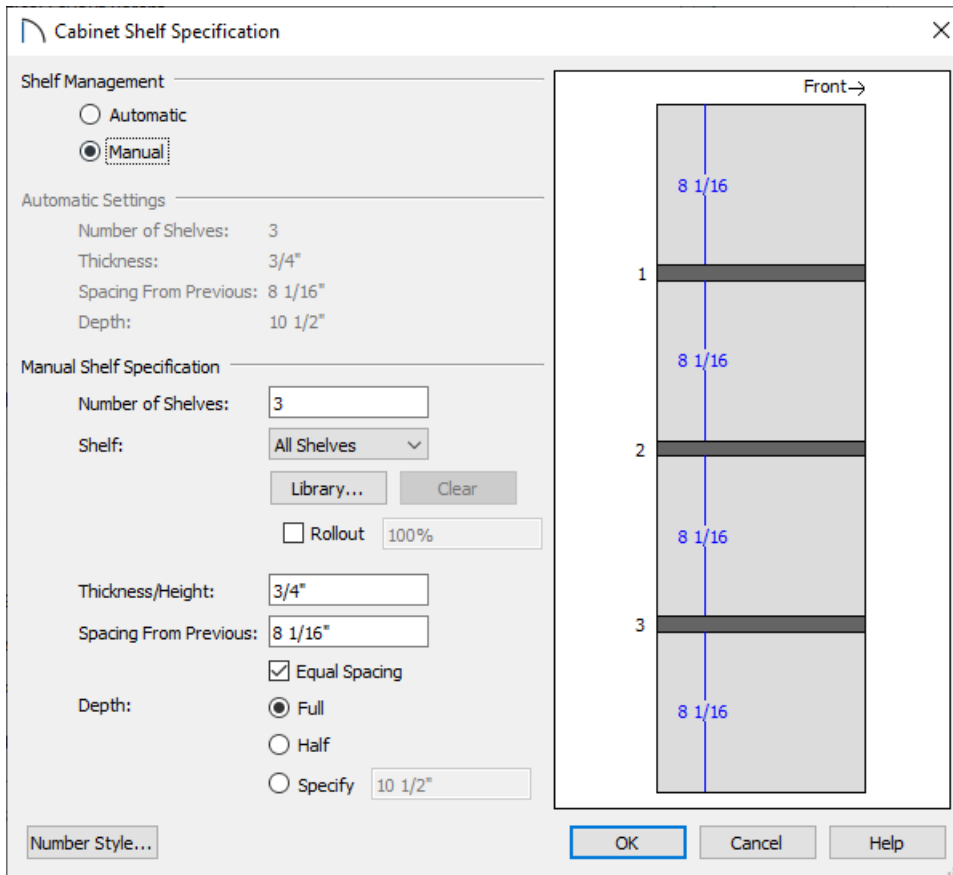 Cabinet Shelf Specification
Shelf Management
Automatic
Manual
Automatic Settings
Number of Shelves: 3
Thickness: 3/4"
Spacing From Previous: 8 1/16"
Depth: 10 1/2"
Manual Shelf Specification
Number of Shelves: 3
Shelf: All Shelves
Library... Clear
Rollout 100%
Thickness/Height: 3/4"
Spacing From Previous: 8 1/16"
Equal Spacing
Depth: Full
Half
Specify 10 1/2"
Front
8 1/16
1
8 1/16
2
8 1/16
3
8 1/16
Number Style... OK Cancel Help